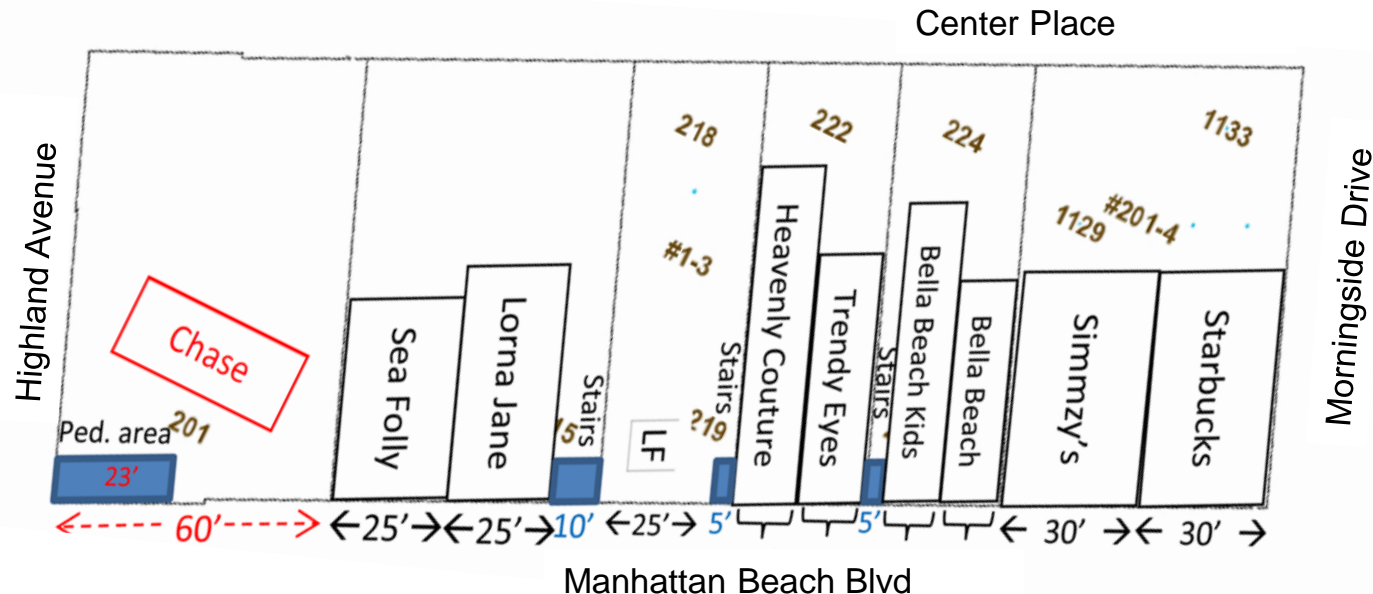 Center Place
Highland Avenue
Morningside Drive
218
222
224
1133
#201-4
1129
#1-3
Chase
Sea Folly
Lorna Jane
Stairs
LF
Stairs
Heavenly Couture
Trendy Eyes
Stairs
Bella Beach Kids
Bella Beach
Simmzy's
Starbucks
201
15
219
Ped. area
23'
60'
25'
25'
10'
25'
5'
5'
30'
30'
Manhattan Beach Blvd